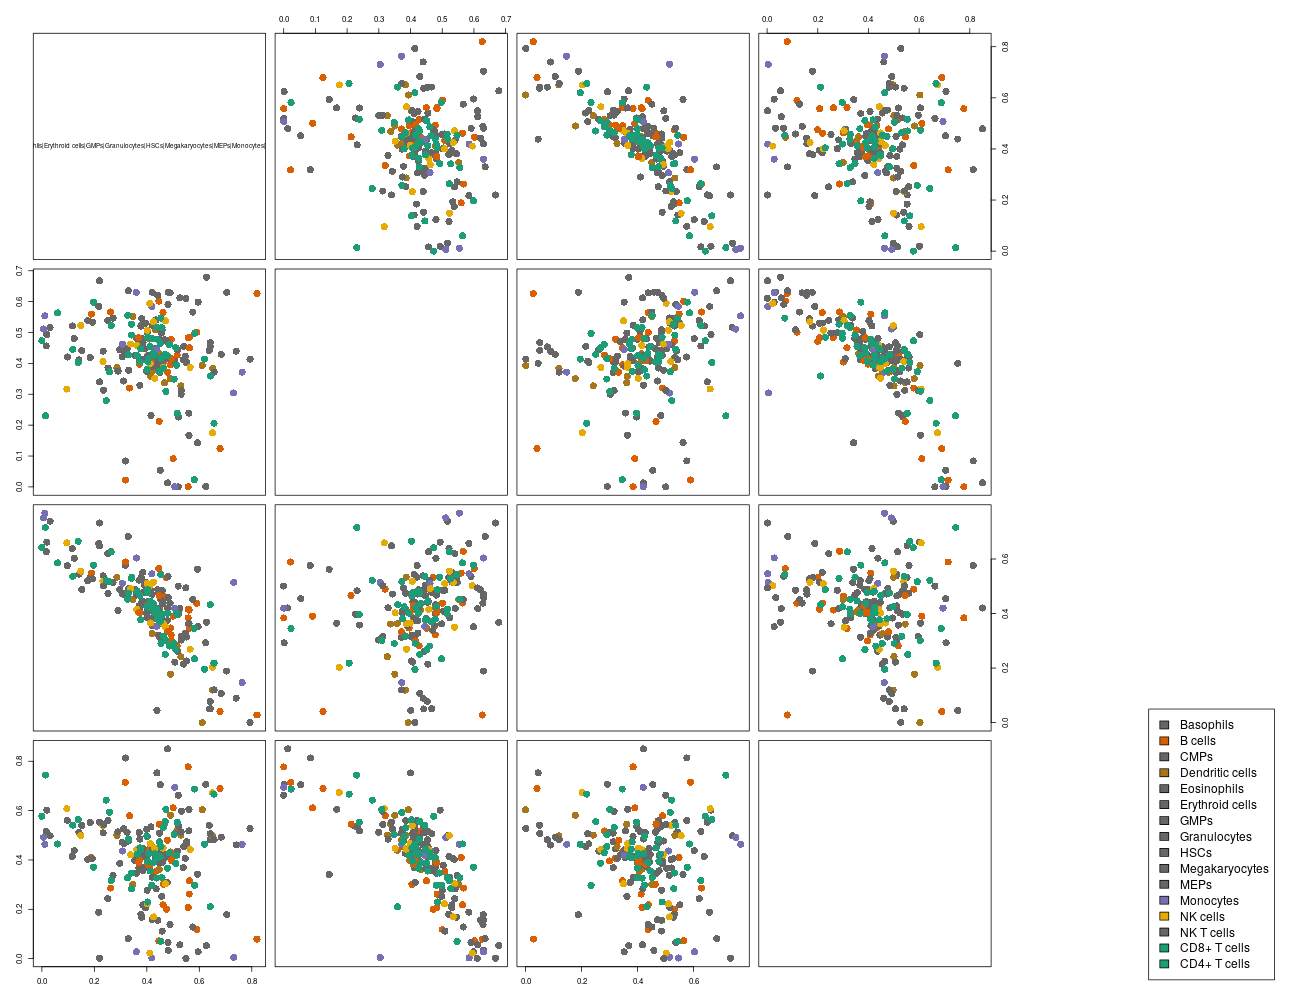 0.0 0.1 0.2 0.3 0.4 0.5 0.6 0.7
0.0 0.2 0.4 0.6 0.8
0.0 0.2 0.4 0.6 0.8
hils|Erythroid cells|GMPs|Granulocytes|HSCs|Megakaryocytes|MEPs|Monocytes|
0.0 0.1 0.2 0.3 0.4 0.5 0.6 0.7
0.0 0.2 0.4 0.6
0.0 0.2 0.4 0.6 0.8
0.0 0.2 0.4 0.6 0.8
0.0 0.2 0.4 0.6
Basophils
B cells
CMPs
Dendritic cells
Eosinophils
Erythroid cells
GMPs
Granulocytes
HSCs
Megakaryocytes
MEPs
Monocytes
NK cells
NK T cells
CD8+ T cells
CD4+ T cells